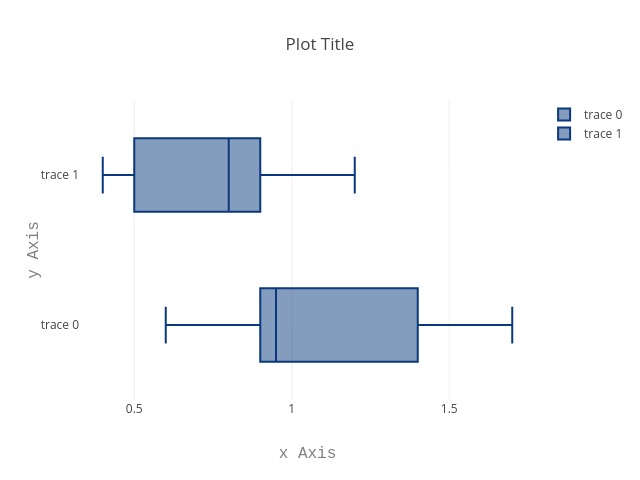 Plot Title
trace 0
trace 1
trace 1
trace 0
y Axis
0.5
1
1.5
x Axis